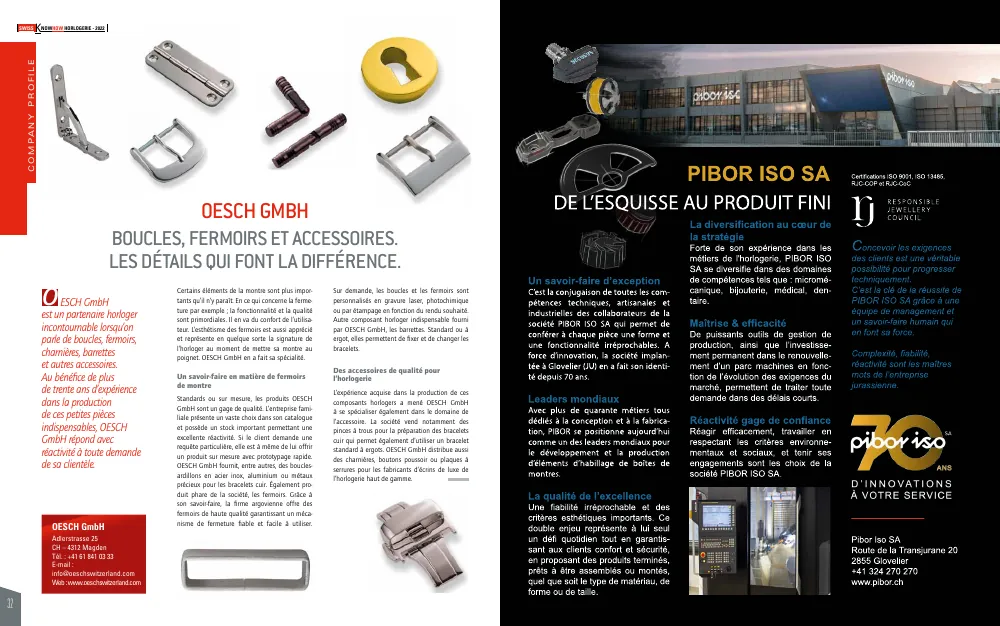 SWISS KNOWHOW HORLOGERIE - 2022
COMPANY PROFILE
OESCH GMBH
BOUCLES, FERMOIRS ET ACCESSOIRES.
LES DÉTAILS QUI FONT LA DIFFÉRENCE.
OESCH GmbH
est un partenaire horloger
incontournable lorsqu'on
parle de boucles, fermoirs,
charnières, barrettes
et autres accessoires.
Au bénéfice de plus
de trente ans d'expérience
dans la production
de ces petites pièces
indispensables, OESCH
GmbH répond avec
réactivité à toute demande
de sa clientèle.
OESCH GmbH
Adlerstrasse 25
CH – 4312 Magden
Tél. : +41 61 841 03 33
E-mail :
info@oeschswitzerland.com
Web : www.oeschswitzerland.com
Certains éléments de la montre sont plus impor-
tants qu'il n'y paraît. En ce qui concerne la ferme-
ture par exemple ; la fonctionnalité et la qualité
sont primordiales. Il en va du confort de l'utilisa-
teur. L'esthétisme des fermoirs est aussi apprécié
et représente en quelque sorte la signature de
l'horloger au moment de mettre sa montre au
poignet. OESCH GmbH en a fait sa spécialité.
Un savoir-faire en matière de fermoirs
de montre
Standards ou sur mesure, les produits OESCH
GmbH sont un gage de qualité. L'entreprise fami-
liale présente un vaste choix dans son catalogue
et possède un stock important permettant une
excellente réactivité. Si le client demande une
requête particulière, elle est à même de lui offrir
un produit sur mesure avec prototypage rapide.
OESCH GmbH fournit, entre autres, des boucles-
ardillons en acier inox, aluminium ou métaux
précieux pour les bracelets cuir. Également pro-
duit phare de la société, les fermoirs. Grâce à
son savoir-faire, la firme argovienne offre des
fermoirs de haute qualité garantissant un méca-
nisme de fermeture fiable et facile à utiliser.
Sur demande, les boucles et les fermoirs sont
personnalisés en gravure laser, photochimique
ou par étampage en fonction du rendu souhaité.
Autre composant horloger indispensable fourni
par OESCH GmbH, les barrettes. Standard ou à
ergot, elles permettent de fixer et de changer les
bracelets.
Des accessoires de qualité pour
l'horlogerie
L'expérience acquise dans la production de ces
composants horlogers a mené OESCH GmbH
à se spécialiser également dans le domaine de
l'accessoire. La société vend notamment des
pinces à trous pour la préparation des bracelets
cuir qui permet également d'utiliser un bracelet
standard à ergots. OESCH GmbH distribue aussi
des charnières, boutons poussoir ou plaques à
serrures pour les fabricants d'écrins de luxe de
l'horlogerie haut de gamme.
pibor iso
PIBOR ISO SA
DE L'ESQUISSE AU PRODUIT FINI
Un savoir-faire d'exception
C'est la conjugaison de toutes les com-
pétences techniques, artisanales et
industrielles des collaborateurs de la
société PIBOR ISO SA qui permet de
conférer à chaque pièce une forme et
une fonctionnalité irréprochables. A
force d'innovation, la société implan-
tée à Glovelier (JU) en a fait son identi-
té depuis 70 ans.
Leaders mondiaux
Avec plus de quarante métiers tous
dédiés à la conception et à la fabrica-
tion, PIBOR se positionne aujourd'hui
comme un des leaders mondiaux pour
le développement et la production
d'éléments d'habillage de boîtes de
montres.
La qualité de l'excellence
Une fiabilité irréprochable et des
critères esthétiques importants. Ce
double enjeu représente à lui seul
un défi quotidien tout en garantis-
sant aux clients confort et sécurité,
en proposant des produits terminés,
prêts à être assemblés ou montés,
quel que soit le type de matériau, de
forme ou de taille.
La diversification au cœur de
la stratégie
Forte de son expérience dans les
métiers de l'horlogerie, PIBOR ISO
SA se diversifie dans des domaines
de compétences tels que : micromé-
canique, bijouterie, médical, den-
taire.
Maîtrise & efficacité
De puissants outils de gestion de
production, ainsi que l'investisse-
ment permanent dans le renouvelle-
ment d'un parc machines en fonc-
tion de l'évolution des exigences du
marché, permettent de traiter toute
demande dans des délais courts.
Réactivité gage de confiance
Réagir efficacement, travailler en
respectant les critères environne-
mentaux et sociaux, et tenir ses
engagements sont les choix de la
société PIBOR ISO SA.
Certifications ISO 9001, ISO 13485,
RJC-COP et RJC-CoC
rj
RESPONSIBLE
JEWELLERY
COUNCIL
Concevoir les exigences
des clients est une véritable
possibilité pour progresser
techniquement.
C'est la clé de la réussite de
PIBOR ISO SA grâce à une
équipe de management et
un savoir-faire humain qui
en font sa force.
Complexité, fiabilité,
réactivité sont les maîtres
mots de l'entreprise
jurassienne.
70
pibor iso SA
ANS
D'INNOVATIONS
À VOTRE SERVICE
Pibor Iso SA
Route de la Transjurane 20
2855 Glovelier
+41 324 270 270
www.pibor.ch